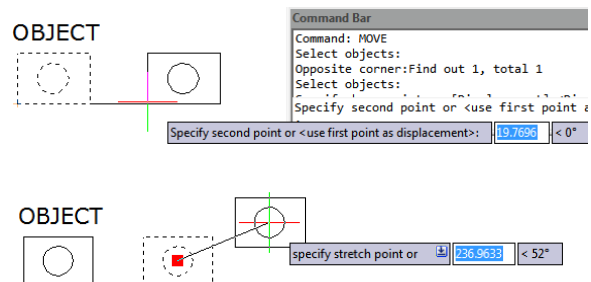 Command Bar
OBJECT
Command: MOVE
Select objects:
Opposite corner:Find out 1, total 1
Select objects:
Specify second point or <use first point
Specify second point or <use first point as displacement>: 19.7696 < 0°
OBJECT
specify stretch point or 236.9633 < 52°